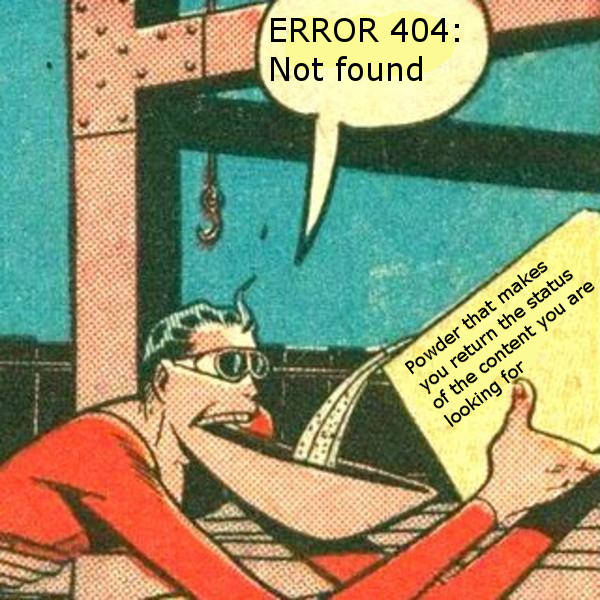 ERROR 404:
Not found
Powder that makes
you return the status
of the content you are
looking for